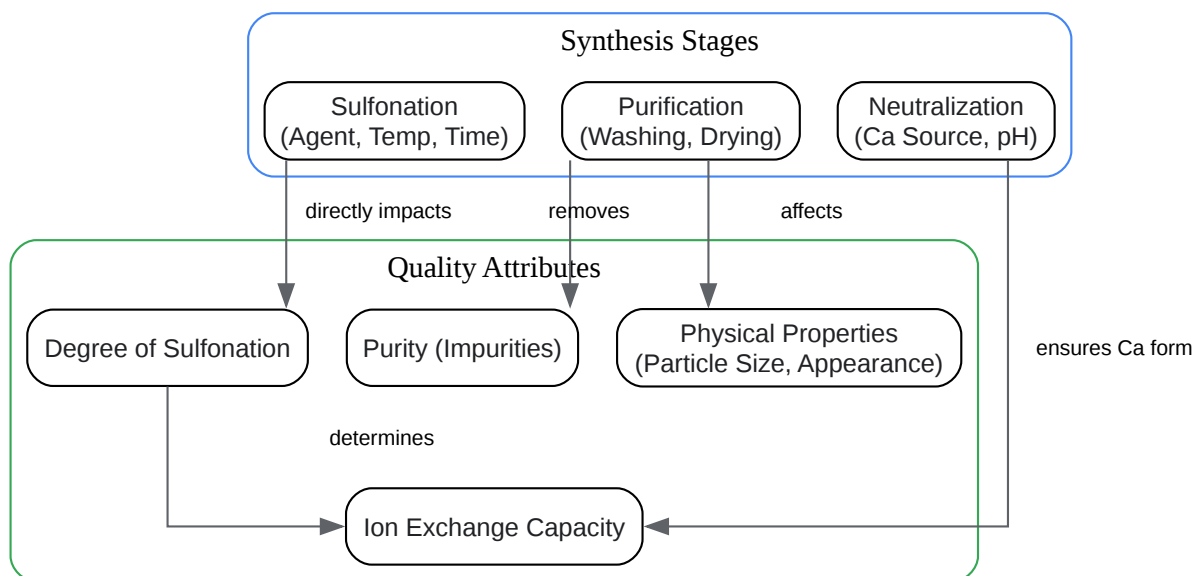 Synthesis Stages
Sulfonation
(Agent, Temp, Time)
Purification
(Washing, Drying)
Neutralization
(Ca Source, pH)
directly impacts
removes
affects
Quality Attributes
Degree of Sulfonation
Purity (Impurities)
Physical Properties
(Particle Size, Appearance)
ensures Ca form
determines
Ion Exchange Capacity